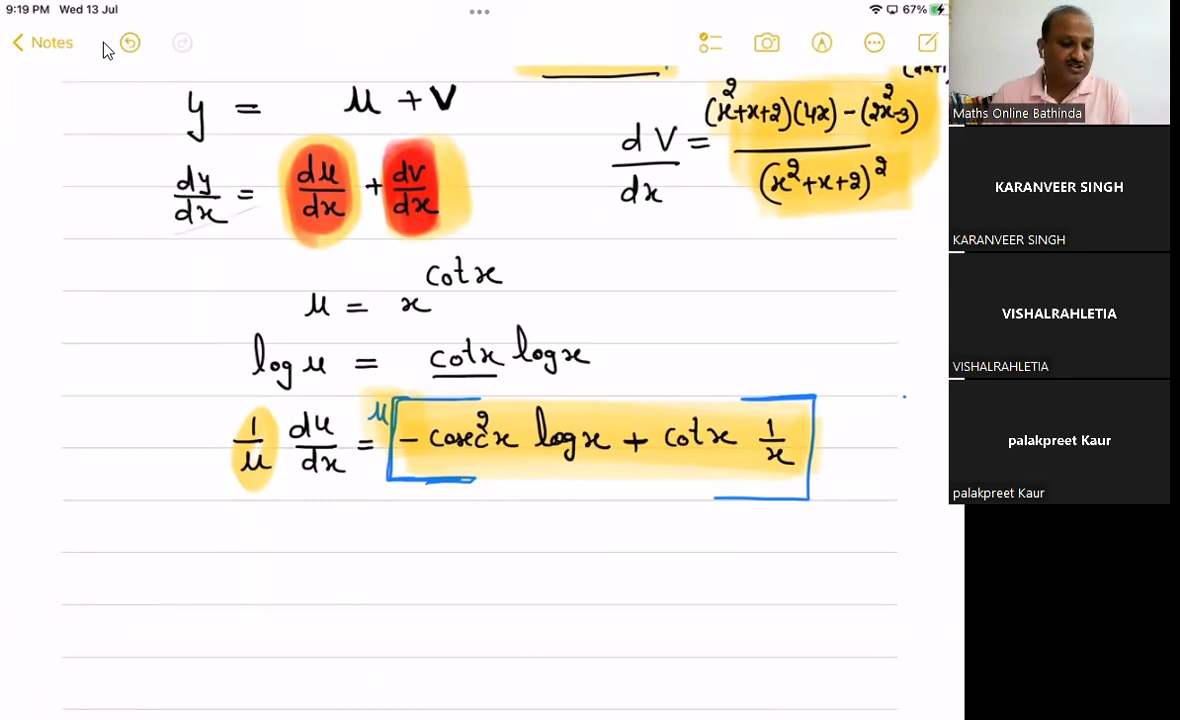 9:19 PM Wed 13 Jul
67%
Notes
y = u + v
dy/dx = du/dx + dv/dx
dV/dx = (x²+x+2)(4x) - (2x²-3)
(x²+x+2)²
u = x^cotx
log u = cotx logx
1/u du/dx = u[- cosec²x logx + cotx 1/x]
Maths Online Bathinda
KARANVEER SINGH
KARANVEER SINGH
VISHALRAHLETIA
VISHALRAHLETIA
palakpreet Kaur
palakpreet Kaur